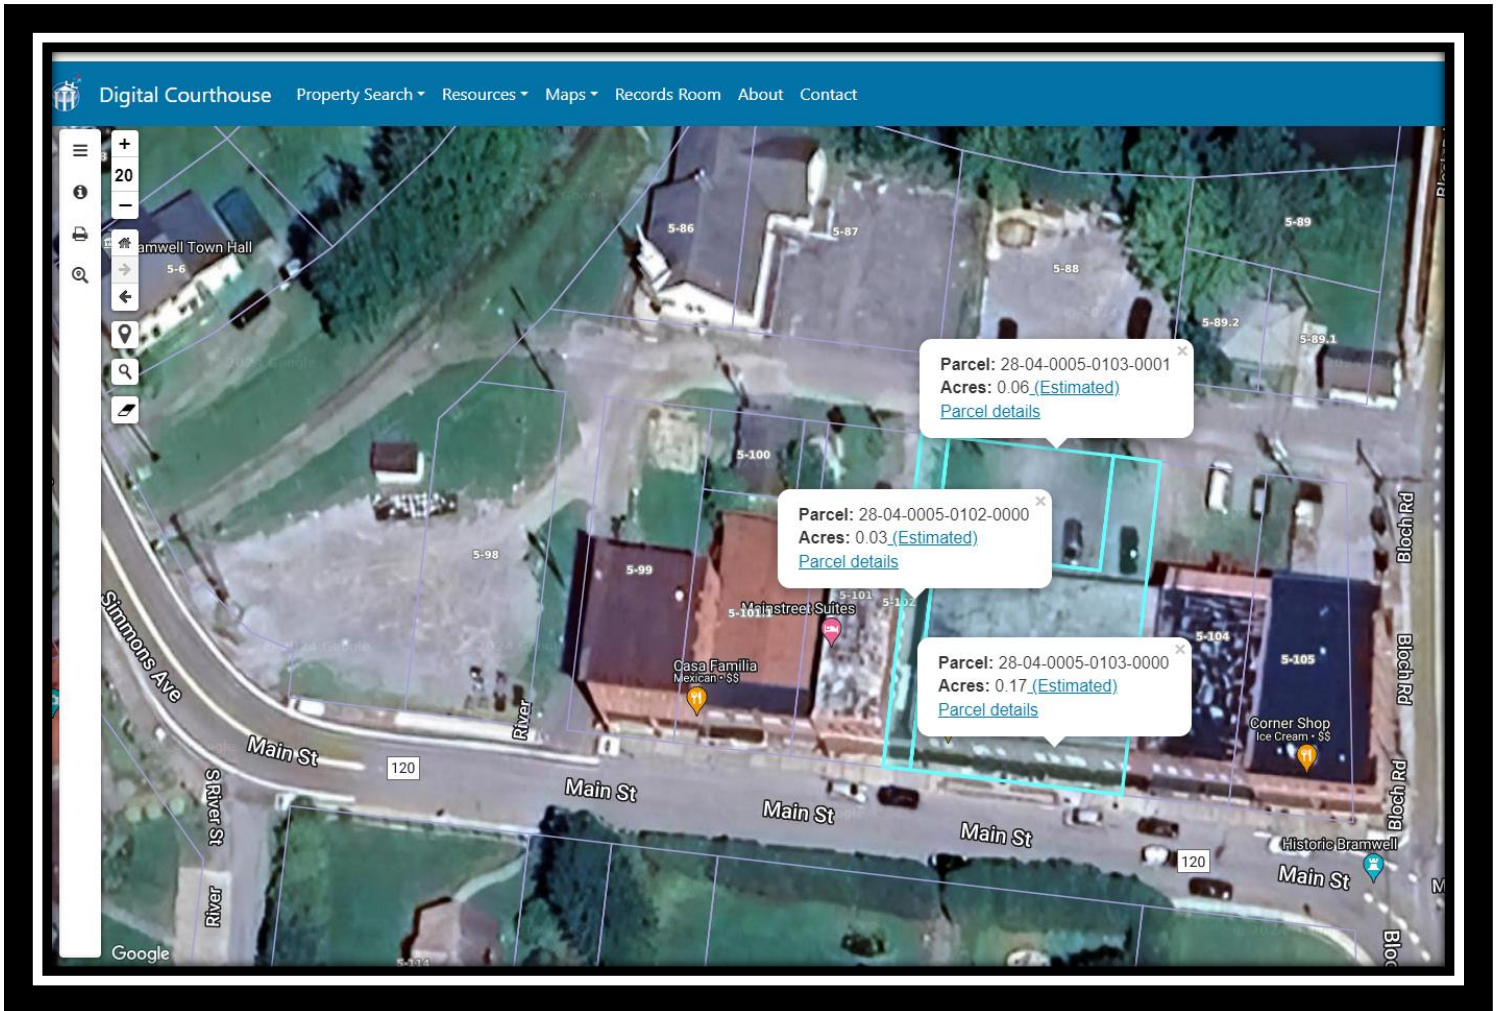 Digital Courthouse Property Search Resources Maps Records Room About Contact
+
20
−
amwell Town Hall
5-6
5-86
5-87
5-88
5-89
5-89.2
5-89.1
Parcel: 28-04-0005-0103-0001
Acres: 0.06 (Estimated)
Parcel details
5-100
Parcel: 28-04-0005-0102-0000
Acres: 0.03 (Estimated)
Parcel details
5-98
5-99
5-101.1
Mainstreet Suites
5-101
5-102
Parcel: 28-04-0005-0103-0000
Acres: 0.17 (Estimated)
Parcel details
5-104
5-105
Casa Familia
Mexican • $$
Corner Shop
Ice Cream • $$
Bloch Rd
Bloch Rd
Bloch Rd
Simmons Ave
River
Main St
120
Main St
Main St
Main St
120
Historic Bramwell
Main St
S River St
River
Google
5-114